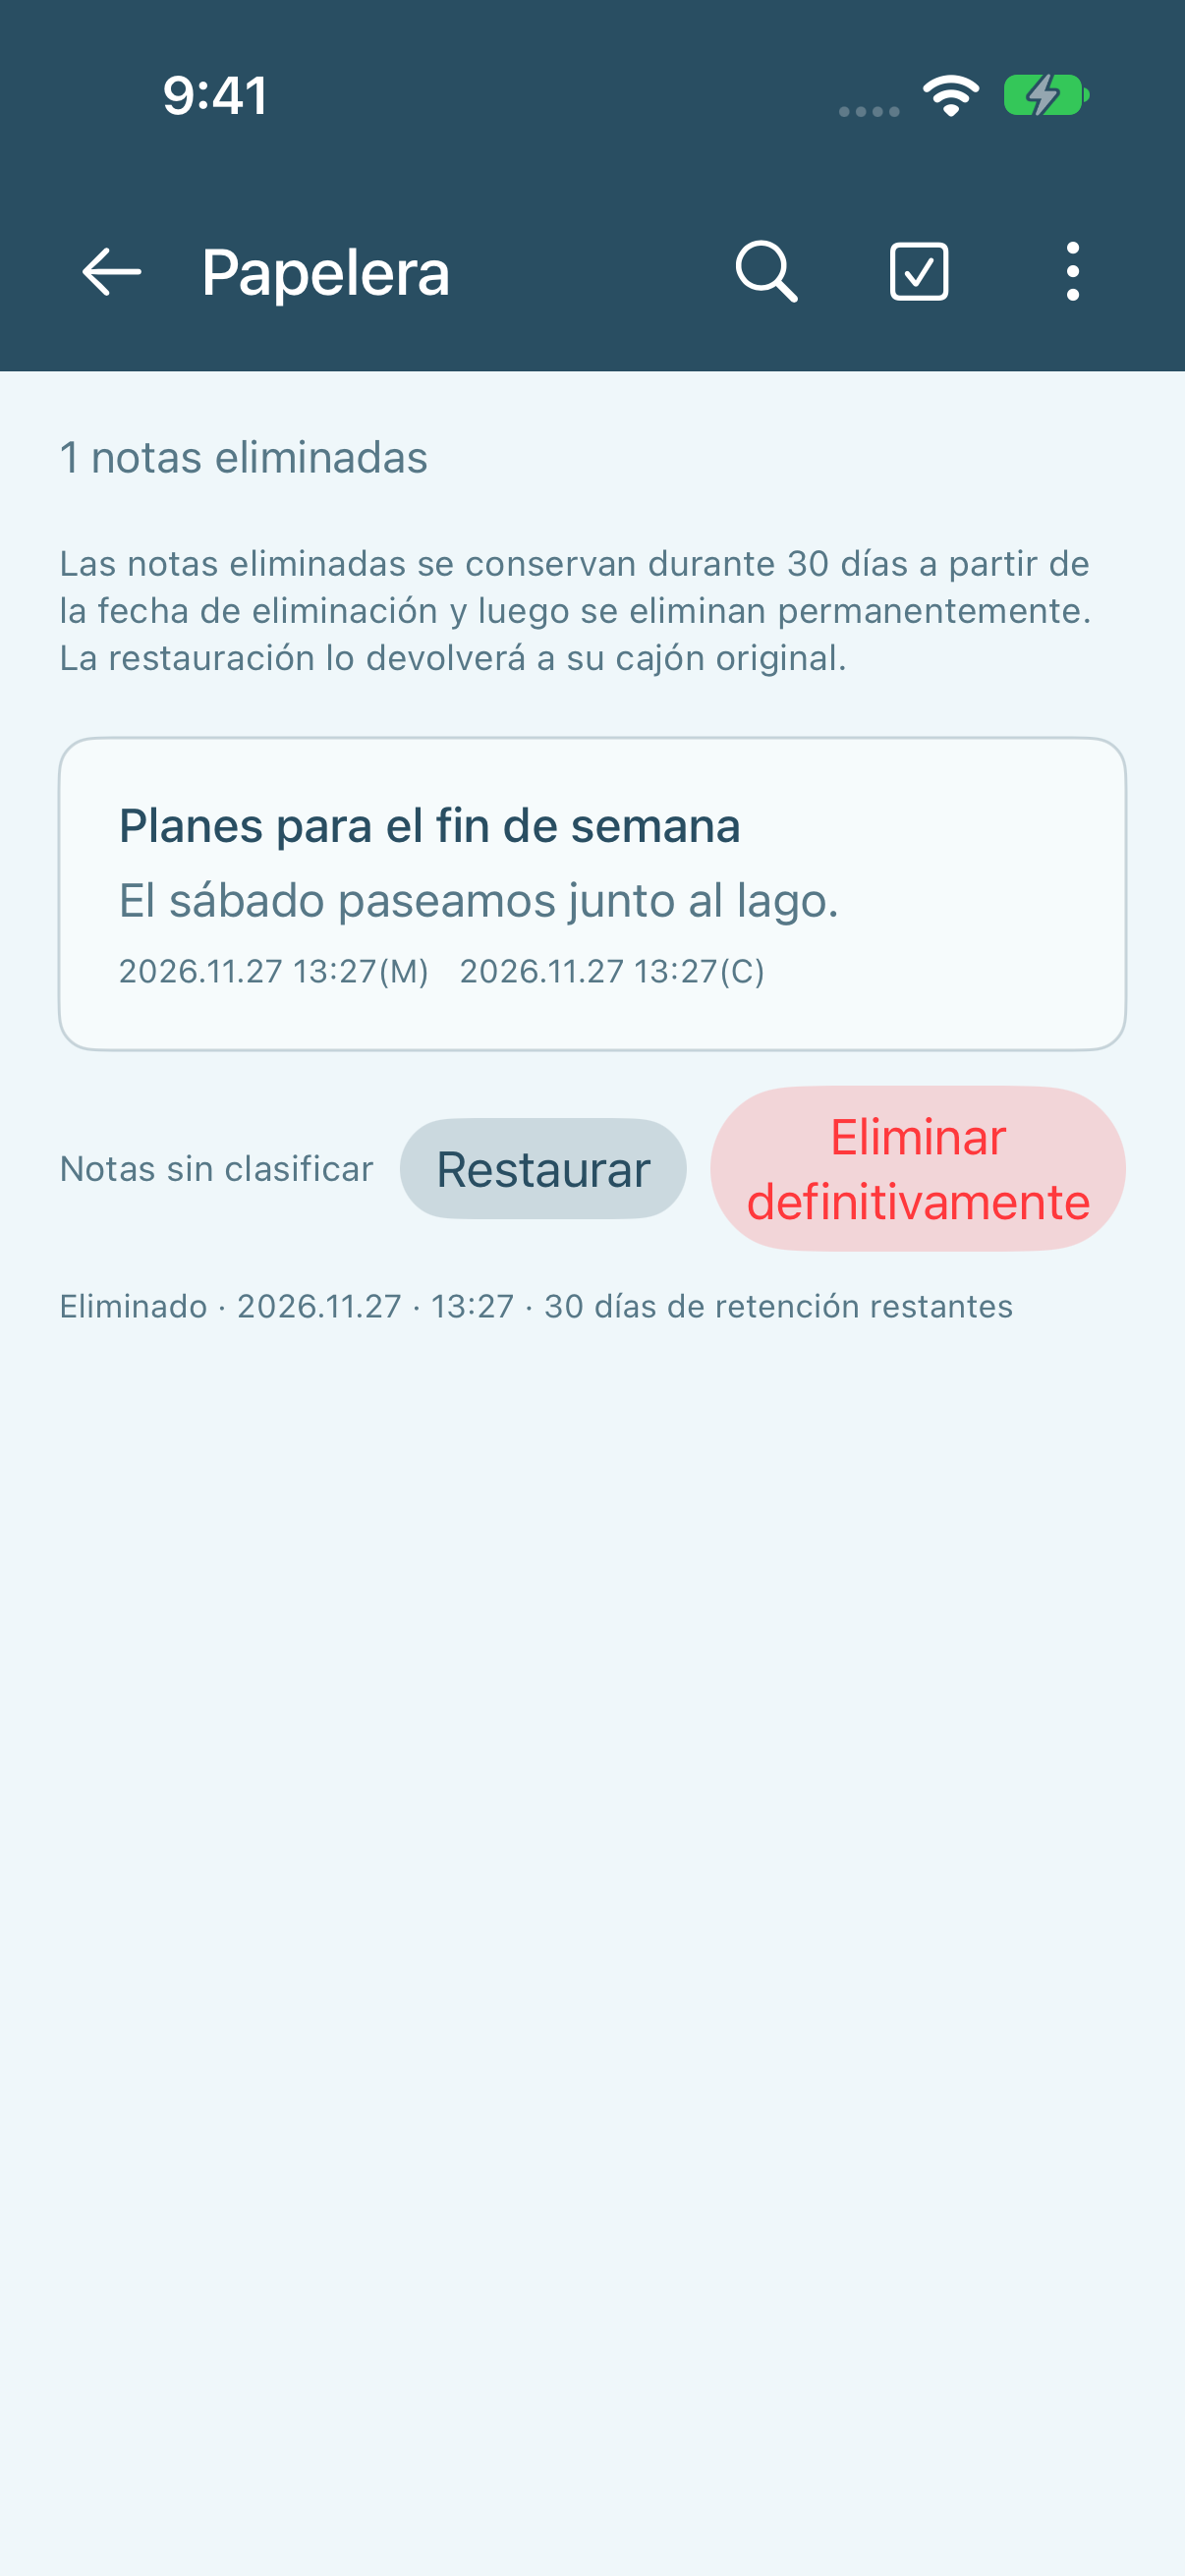 9:41
Papelera
1 notas eliminadas
Las notas eliminadas se conservan durante 30 días a partir de
la fecha de eliminación y luego se eliminan permanentemente.
La restauración lo devolverá a su cajón original.
Planes para el fin de semana
El sábado paseamos junto al lago.
2026.11.27 13:27(M) 2026.11.27 13:27(C)
Notas sin clasificar
Restaurar
Eliminar
definitivamente
Eliminado · 2026.11.27 · 13:27 · 30 días de retención restantes